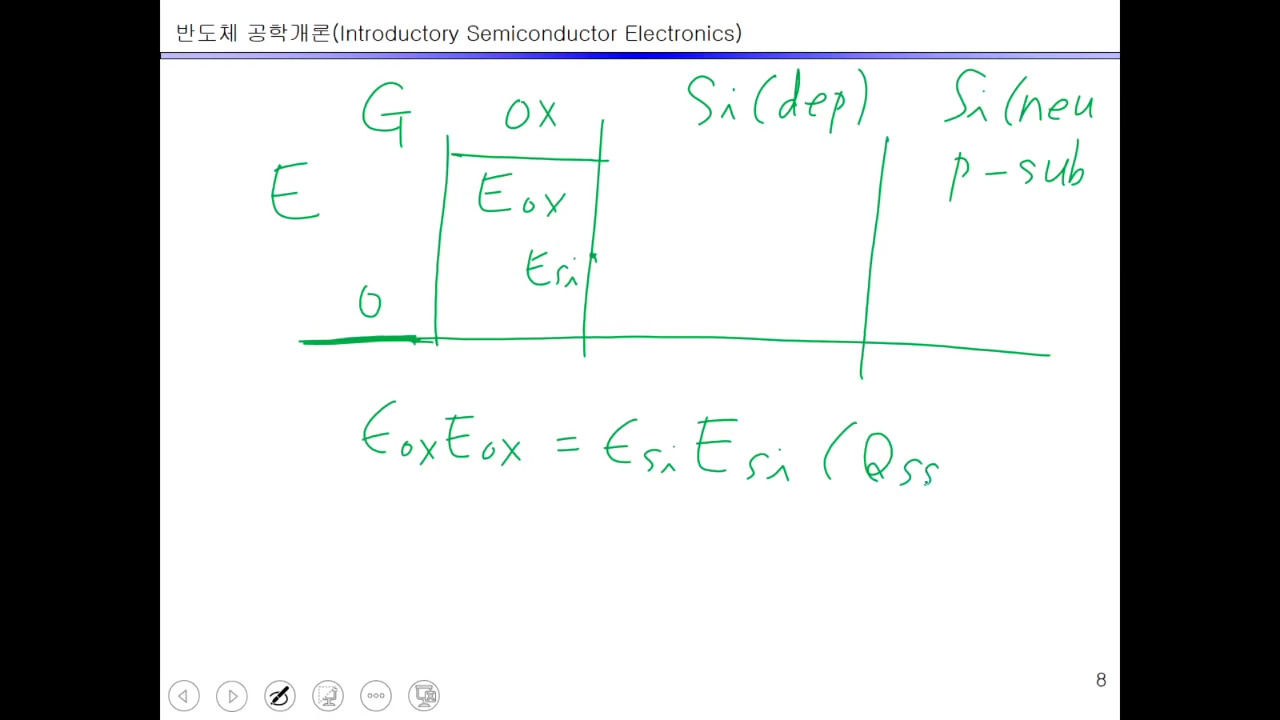 반도체 공학개론(Introductory Semiconductor Electronics)
G ox Si(dep) Si(neu
p-sub
E Eox
Esi
0
ϵoxEox = ϵsiEsi (Qss
8